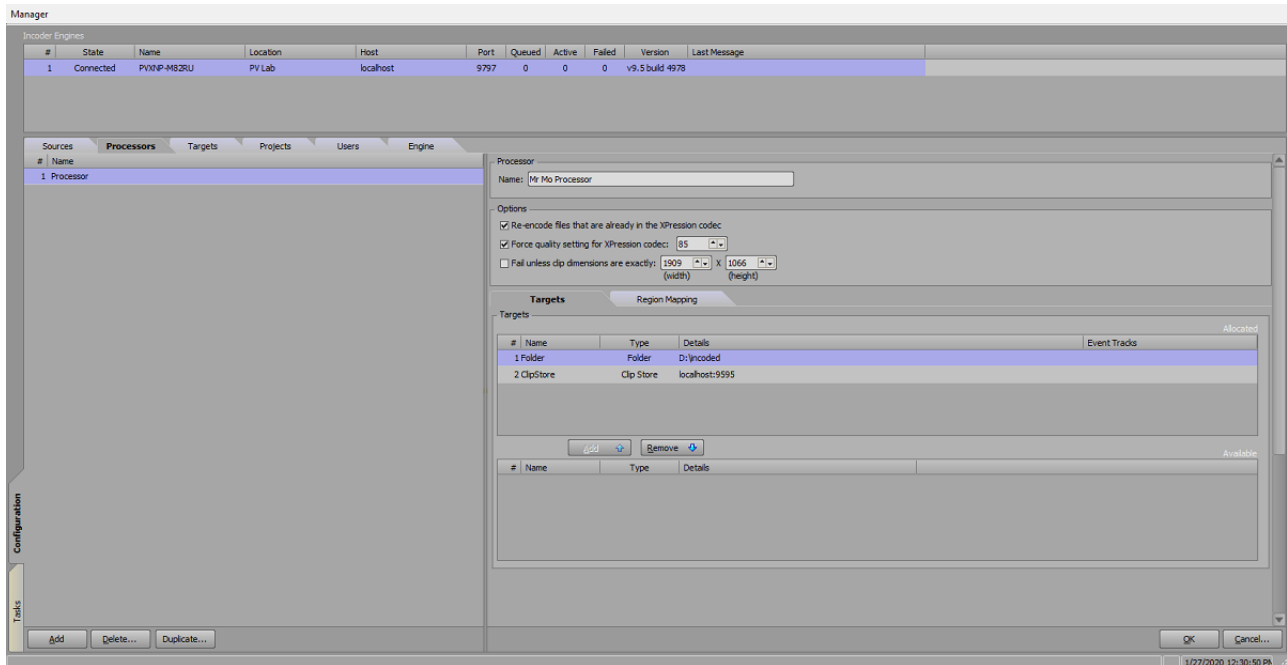 Manager
Incoder Engines
# State Name Location Host Port Queued Active Failed Version Last Message
1 Connected PVXNP-M82RU PV Lab localhost 9797 0 0 0 v9.5 build 4978
Sources Processors Targets Projects Users Engine
# Name
1 Processor
Processor
Name: Mr Mo Processor
Options
Re-encode files that are already in the XPression codec
Force quality setting for XPression codec: 85
Fail unless clip dimensions are exactly: 1909 X 1066
(width) (height)
Targets Region Mapping
Targets
Allocated
# Name Type Details Event Tracks
1 Folder Folder D:\incoded
2 ClipStore Clip Store localhost:9595
Add Remove
Available
# Name Type Details
Configuration
Tasks
Add Delete... Duplicate... OK Cancel...
1/27/2020 12:30:50 PM